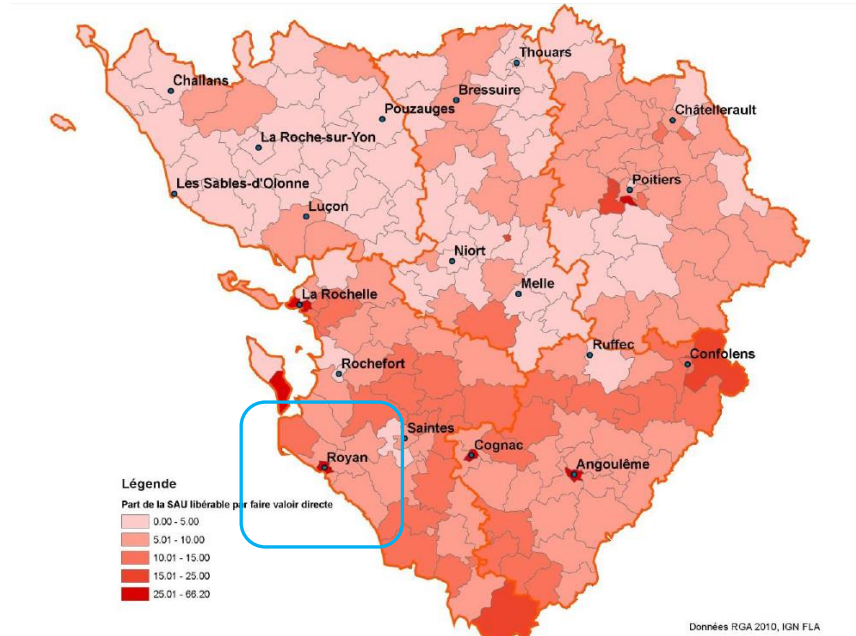 Thouars
Challans
Bressuire
Châtellerault
Pouzauges
La Roche-sur-Yon
Poitiers
Les Sables-d'Olonne
Luçon
Niort
Melle
La Rochelle
Ruffec
Confolens
Rochefort
Saintes
Cognac
Royan
Angoulême
Légende
Part de la SAU libérable par faire valoir directe
0.00 - 5.00
5.01 - 10.00
10.01 - 15.00
15.01 - 25.00
25.01 - 66.20
Données RGA 2010, IGN FLA